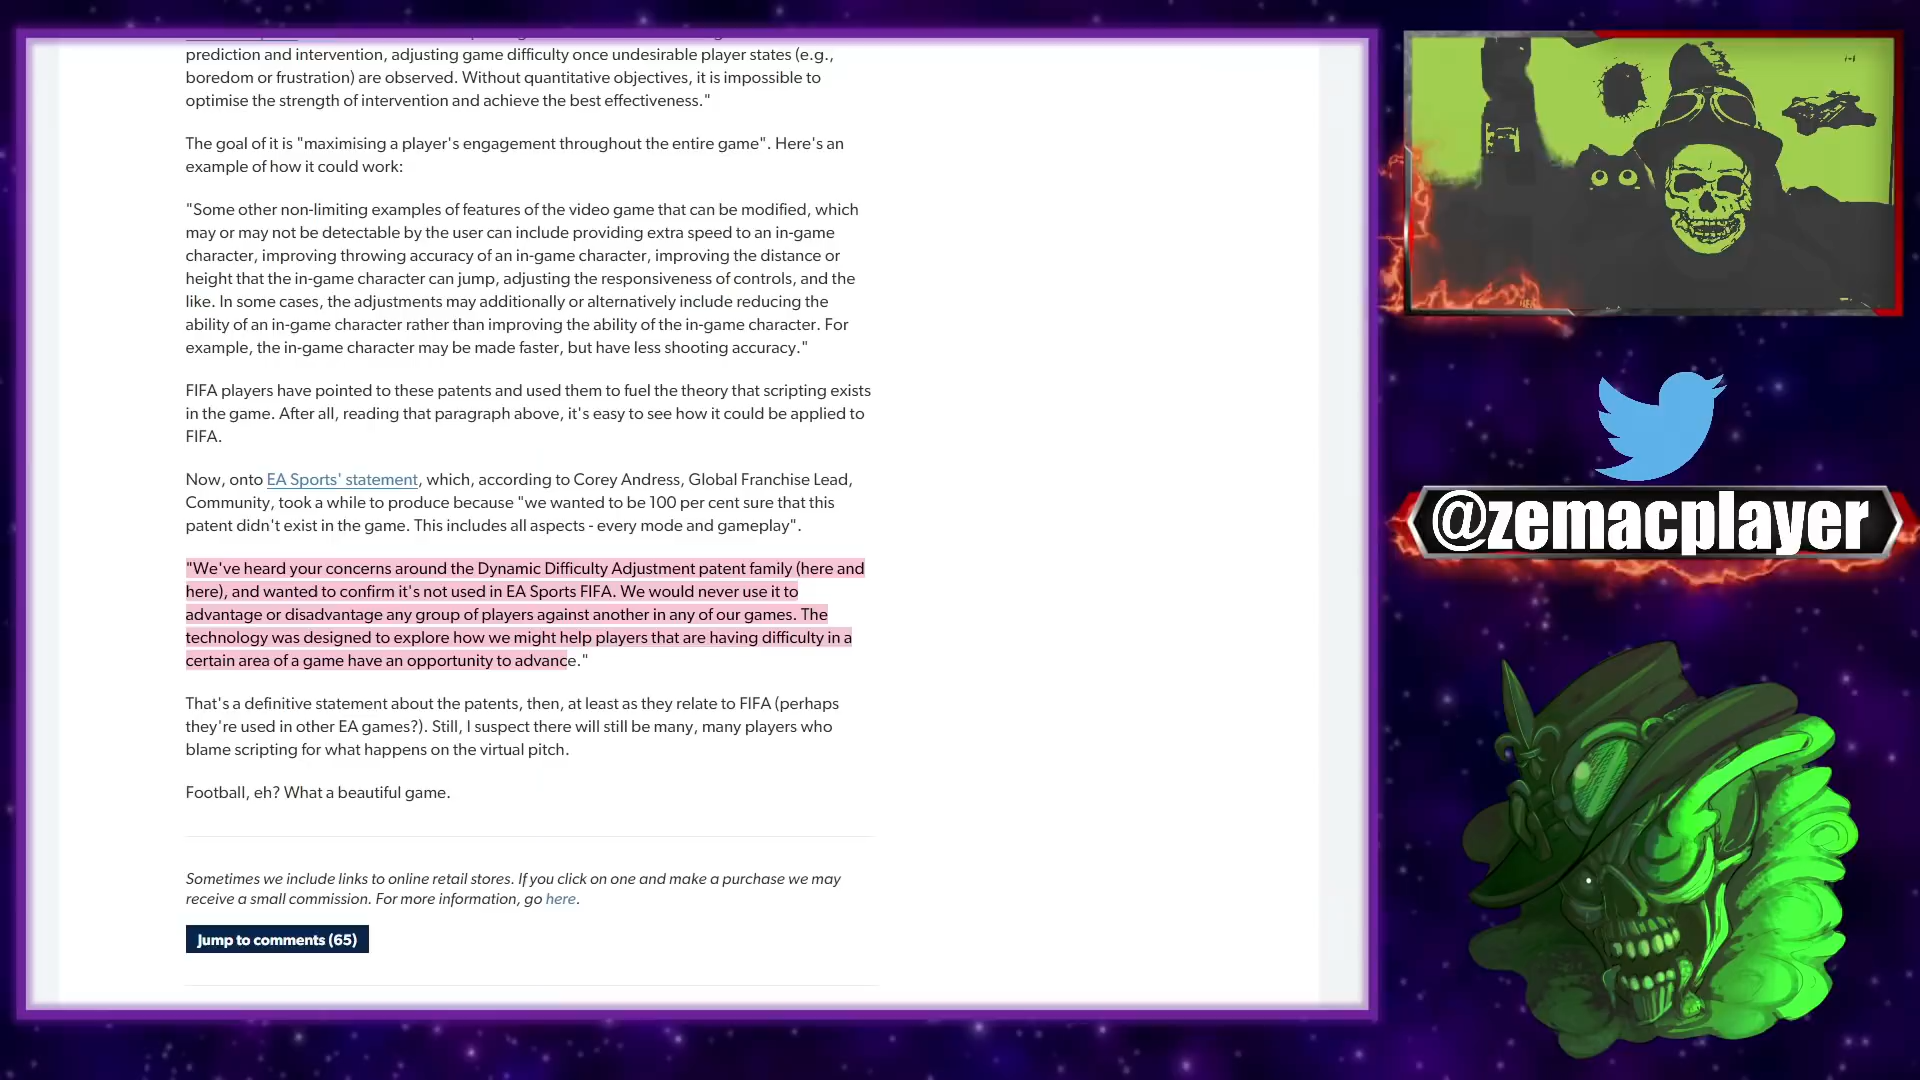 prediction and intervention, adjusting game difficulty once undesirable player states (e.g.,
boredom or frustration) are observed. Without quantitative objectives, it is impossible to
optimise the strength of intervention and achieve the best effectiveness."
The goal of it is "maximising a player's engagement throughout the entire game". Here's an
example of how it could work:
"Some other non-limiting examples of features of the video game that can be modified, which
may or may not be detectable by the user can include providing extra speed to an in-game
character, improving throwing accuracy of an in-game character, improving the distance or
height that the in-game character can jump, adjusting the responsiveness of controls, and the
like. In some cases, the adjustments may additionally or alternatively include reducing the
ability of an in-game character rather than improving the ability of the in-game character. For
example, the in-game character may be made faster, but have less shooting accuracy."
FIFA players have pointed to these patents and used them to fuel the theory that scripting exists
in the game. After all, reading that paragraph above, it's easy to see how it could be applied to
FIFA.
Now, onto EA Sports' statement, which, according to Corey Andress, Global Franchise Lead,
Community, took a while to produce because "we wanted to be 100 per cent sure that this
patent didn't exist in the game. This includes all aspects - every mode and gameplay".
"We've heard your concerns around the Dynamic Difficulty Adjustment patent family (here and
here), and wanted to confirm it's not used in EA Sports FIFA. We would never use it to
advantage or disadvantage any group of players against another in any of our games. The
technology was designed to explore how we might help players that are having difficulty in a
certain area of a game have an opportunity to advance."
That's a definitive statement about the patents, then, at least as they relate to FIFA (perhaps
they're used in other EA games?). Still, I suspect there will still be many, many players who
blame scripting for what happens on the virtual pitch.
Football, eh? What a beautiful game.
Sometimes we include links to online retail stores. If you click on one and make a purchase we may
receive a small commission. For more information, go here.
Jump to comments (65)
@zemacplayer